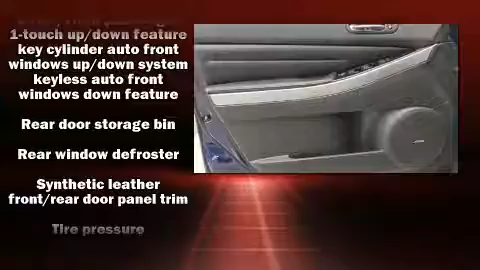 1-touch up/down feature
key cylinder auto front
windows up/down system
keyless auto front
windows down feature
Rear door storage bin
Rear window defroster
Synthetic leather
front/rear door panel trim
Tire pressure